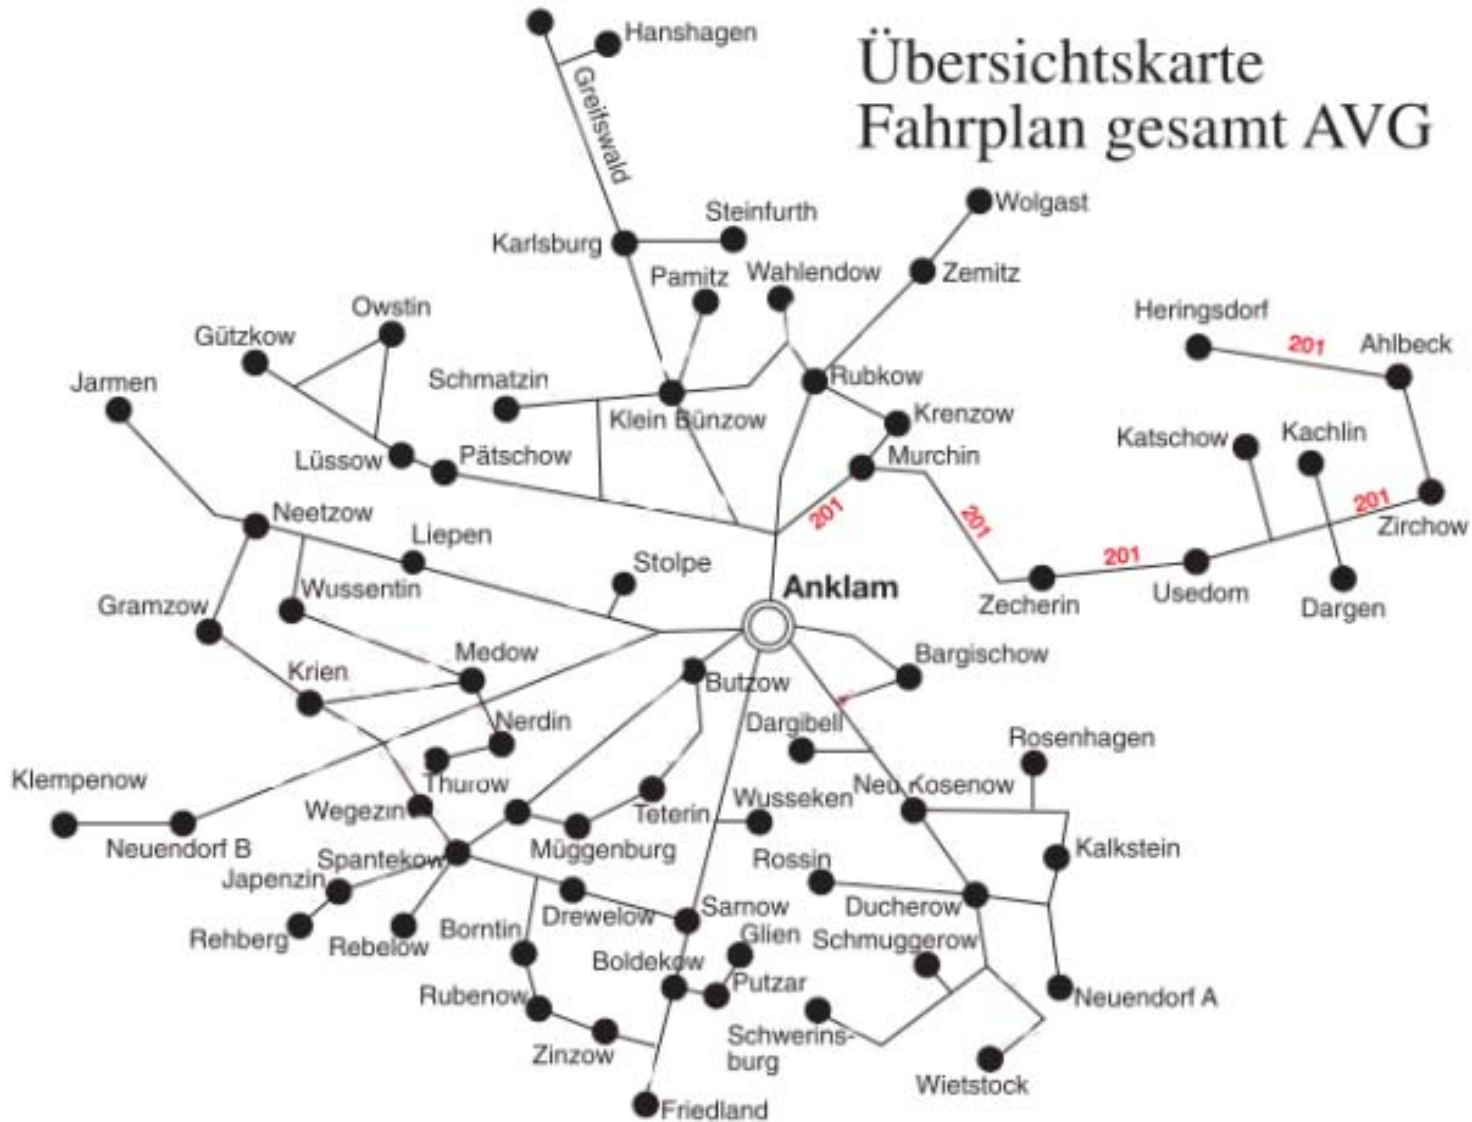 Übersichtskarte
Fahrplan gesamt AVG
Hanshagen
Greifswald
Wolgast
Steinfurth
Karlsburg
Pamitz
Wahlendow
Zemitz
Owstin
Heringsdorf
Gützkow
201
Ahlbeck
Jarmen
Schmatzin
Rubkow
Klein Bünzow
Krenzow
Katschow
Kachlin
Lüssow
Pätschow
Murchin
201
201
201
Zirchow
Neetzow
Liepen
Stolpe
201
Anklam
Wussentin
Zecherin
Usedom
Dargen
Gramzow
Medow
Bargischow
Krien
Butzow
Nerdin
Dargibell
Rosenhagen
Klempenow
Thurow
Neu Kosenow
Wegezin
Teterin
Wusseken
Neuendorf B
Müggenburg
Kalkstein
Spantekow
Rossin
Japenzin
Drewelow
Sarnow
Ducherow
Rehberg
Rebelow
Borntin
Glien
Schmuggerow
Boldekow
Putzar
Rubenow
Neuendorf A
Schwerins-
burg
Zinzow
Wietstock
Friedland